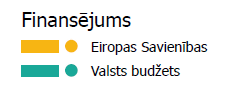 Finansējums
Eiropas Savienības
Valsts budžets